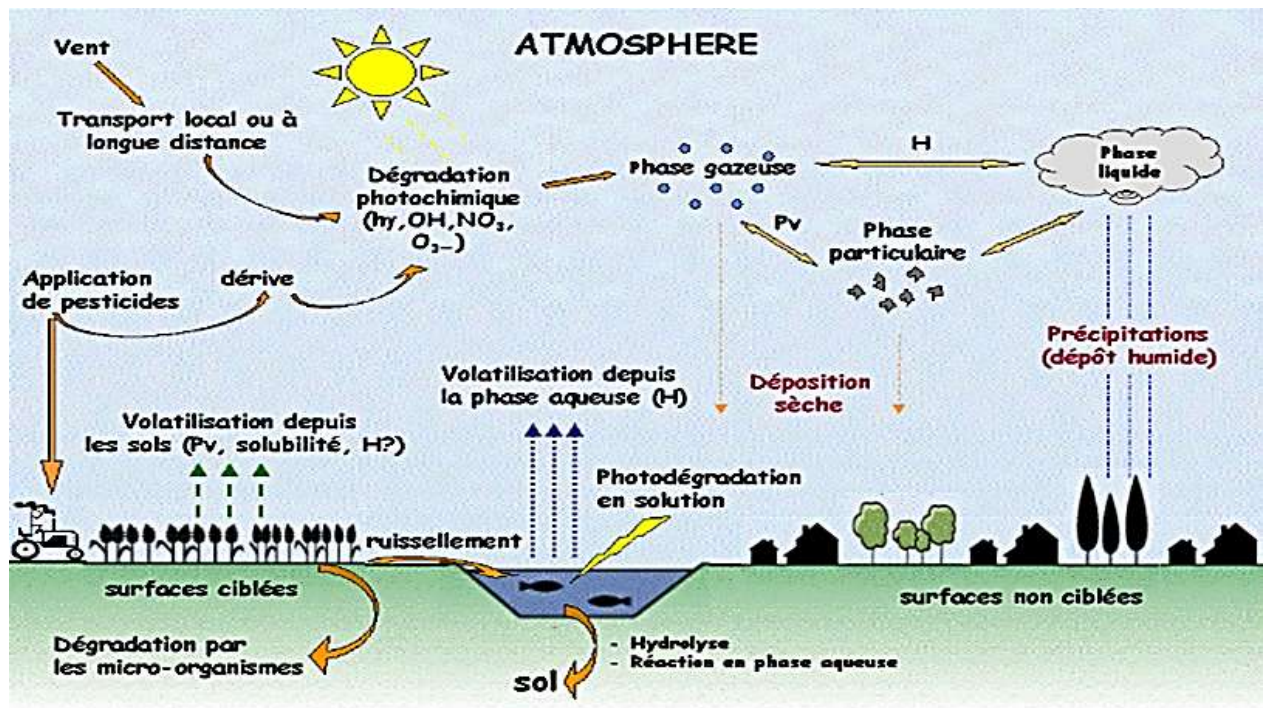 ATMOSPHERE
Vent
Transport local ou à
longue distance
Dégradation
photochimique
(hγ,OH,NO₃,
O₃₋)
Phase gazeuse
H
Phase
liquide
Pv
Phase
particulaire
Application
de pesticides
dérive
Précipitations
(dépôt humide)
Déposition
sèche
Volatilisation depuis
la phase aqueuse (H)
Volatilisation depuis
les sols (Pv, solubilité, H?)
Photodégradation
en solution
ruissellement
surfaces ciblées
surfaces non ciblées
Dégradation par
les micro-organismes
- Hydrolyse
- Réaction en phase aqueuse
sol